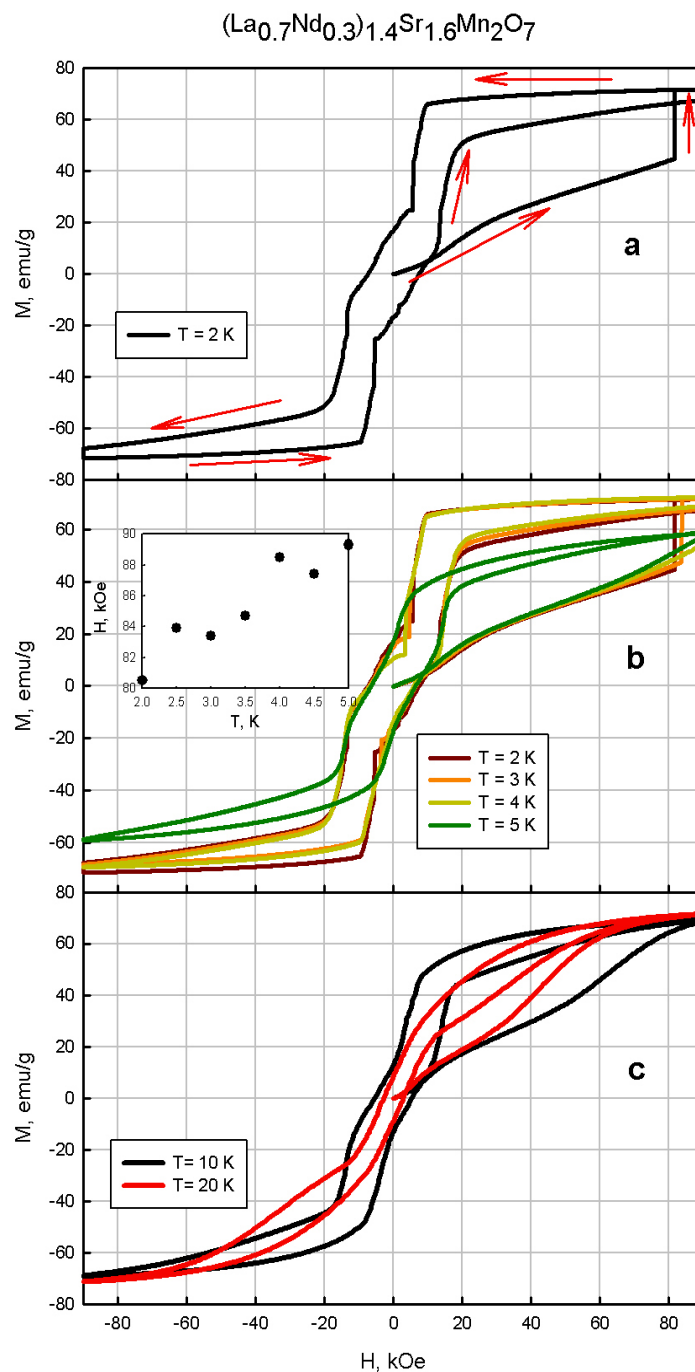 (La0.7Nd0.3)1.4Sr1.6Mn2O7
80
60
40
20
0
-20
-40
-60
-80
M, emu/g
a
T = 2 K
80
60
40
20
0
-20
-40
-60
-80
M, emu/g
90
88
86
84
82
80
H, kOe
2.0 2.5 3.0 3.5 4.0 4.5 5.0
T, K
b
T = 2 K
T = 3 K
T = 4 K
T = 5 K
80
60
40
20
0
-20
-40
-60
-80
M, emu/g
c
T= 10 K
T= 20 K
-80 -60 -40 -20 0 20 40 60 80
H, kOe